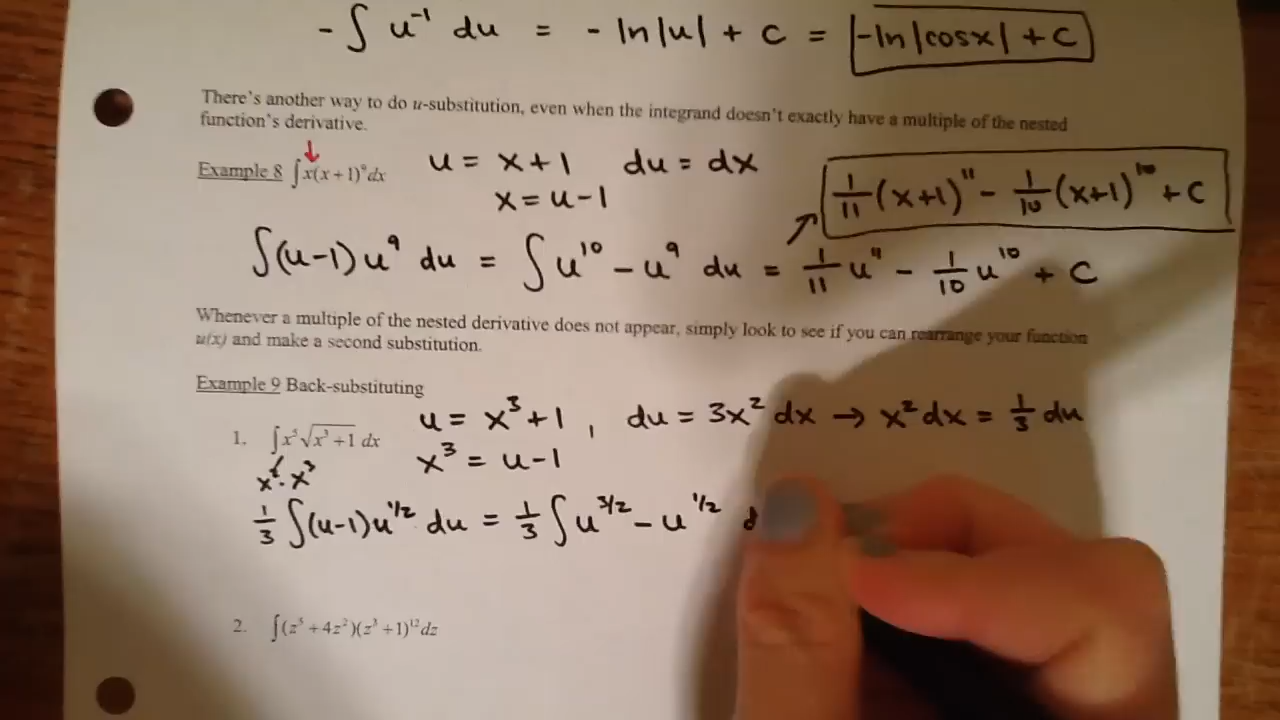 - ∫ u⁻¹ du = - ln|u| + C = -ln|cosx| + C
There's another way to do u-substitution, even when the integrand doesn't exactly have a multiple of the nested
function's derivative.
Example 8 ∫x(x+1)⁹dx u = x+1 du = dx
x = u-1
1/11 (x+1)¹¹ - 1/10 (x+1)¹⁰ + C
∫(u-1)u⁹ du = ∫u¹⁰ - u⁹ du = 1/11 u¹¹ - 1/10 u¹⁰ + C
Whenever a multiple of the nested derivative does not appear, simply look to see if you can rearrange your function
u(x) and make a second substitution.
Example 9 Back-substituting
u = x³+1, du = 3x² dx → x² dx = 1/3 du
1. ∫x⁵√(x³+1) dx x³ = u-1
x²·x³
1/3 ∫(u-1)u^1/2 du = 1/3 ∫u^3/2 - u^1/2 d
2. ∫(z⁵+4z²)(z³+1)¹²dz